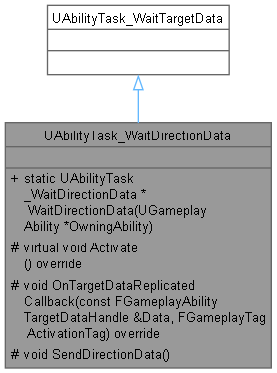 UAbilityTask_WaitTargetData
UAbilityTask_WaitDirectionData
+ static UAbilityTask
_WaitDirectionData *
WaitDirectionData(UGameplay
Ability *OwningAbility)
# virtual void Activate
() override
# void OnTargetDataReplicated
Callback(const FGameplayAbility
TargetDataHandle &Data, FGameplayTag
ActivationTag) override
# void SendDirectionData()